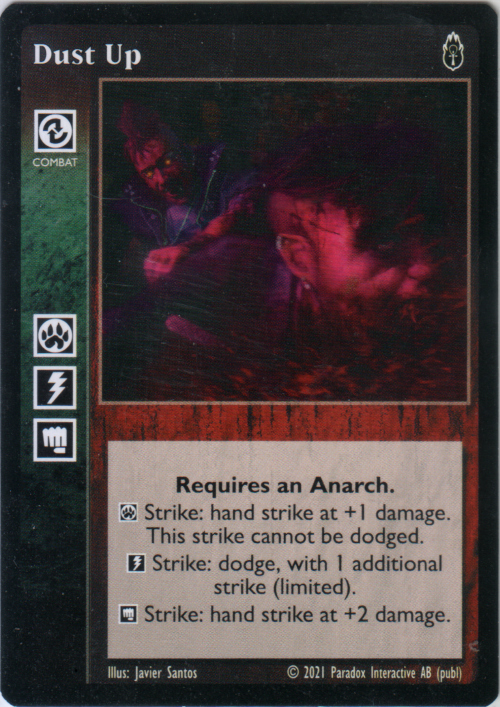 Dust Up
COMBAT
Requires an Anarch.
Strike: hand strike at +1 damage.
This strike cannot be dodged.
Strike: dodge, with 1 additional
strike (limited).
Strike: hand strike at +2 damage.
Illus: Javier Santos © 2021 Paradox Interactive AB (publ)